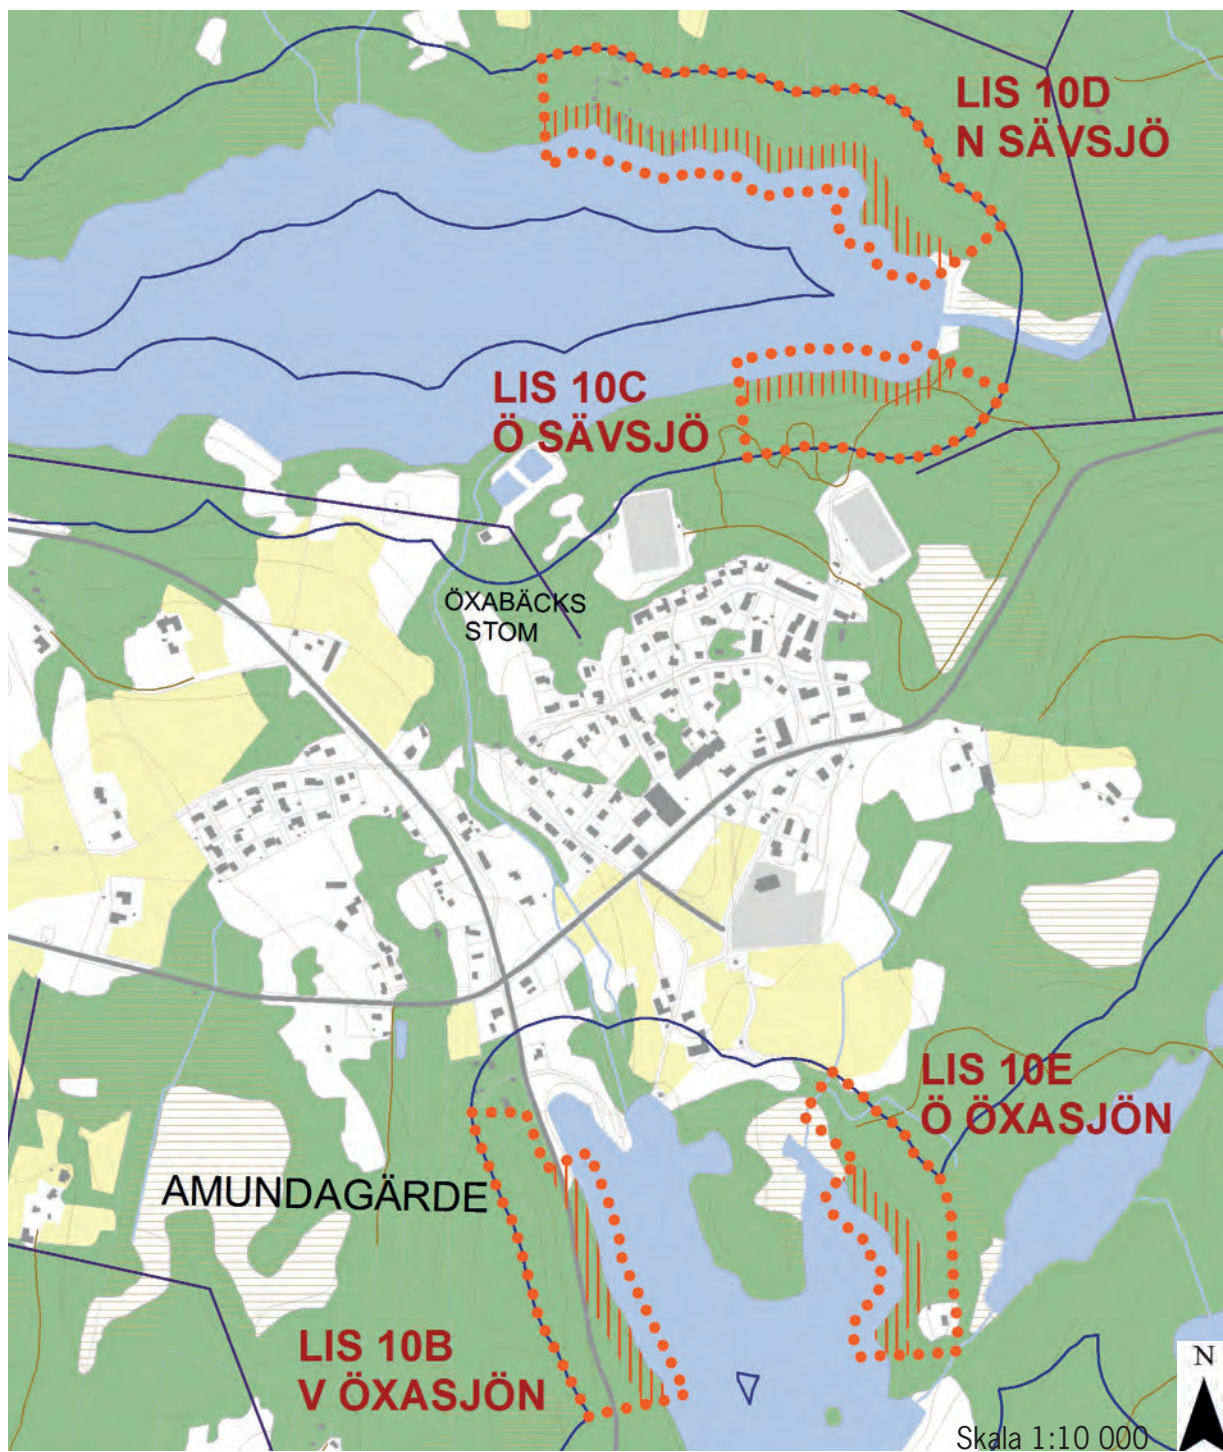 LIS 10D
N SÄVSJÖ
LIS 10C
Ö SÄVSJÖ
ÖXABÄCKS
STOM
LIS 10E
Ö ÖXASJÖN
AMUNDAGÄRDE
LIS 10B
V ÖXASJÖN
N
Skala 1:10 000